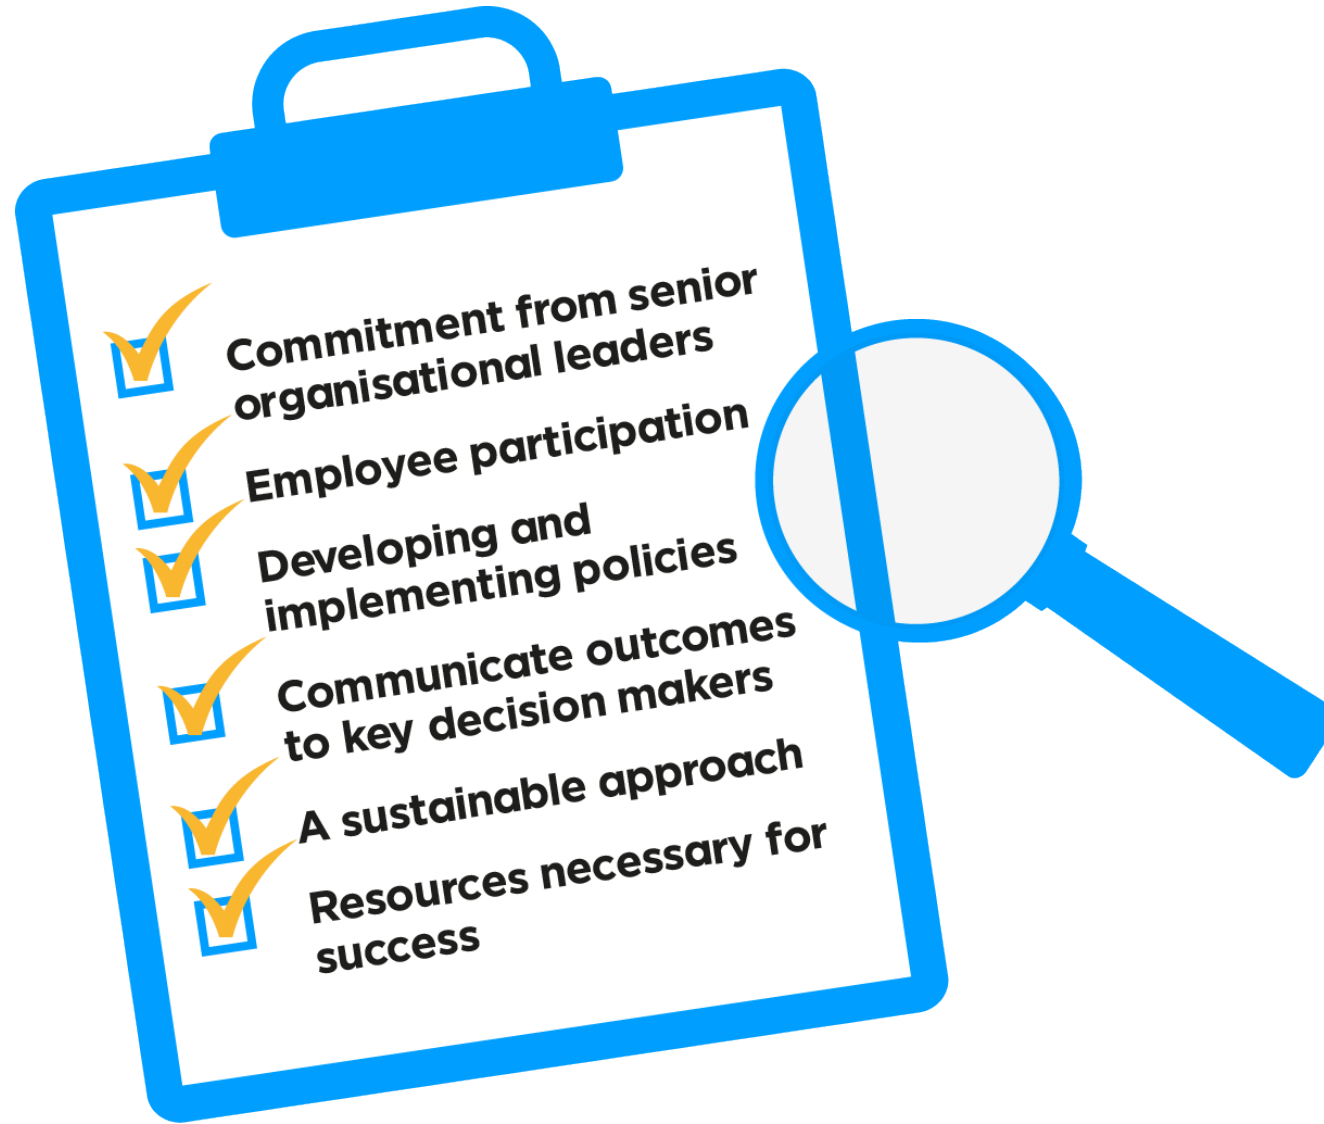 Commitment from senior
organisational leaders
Employee participation
Developing and
implementing policies
Communicate outcomes
to key decision makers
A sustainable approach
Resources necessary for
success